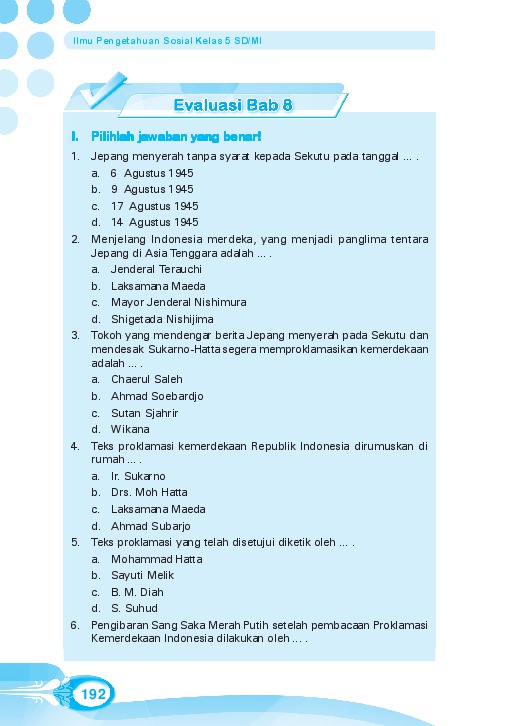 Ilmu Pengetahuan Sosial Kelas 5 SD/MI
Evaluasi Bab 8
I. Pilihlah jawaban yang benar!
1. Jepang menyerah tanpa syarat kepada Sekutu pada tanggal ... .
a. 6 Agustus 1945
b. 9 Agustus 1945
c. 17 Agustus 1945
d. 14 Agustus 1945
2. Menjelang Indonesia merdeka, yang menjadi panglima tentara
Jepang di Asia Tenggara adalah ... .
a. Jenderal Terauchi
b. Laksamana Maeda
c. Mayor Jenderal Nishimura
d. Shigetada Nishijima
3. Tokoh yang mendengar berita Jepang menyerah pada Sekutu dan
mendesak Sukarno-Hatta segera memproklamasikan kemerdekaan
adalah ... .
a. Chaerul Saleh
b. Ahmad Soebardjo
c. Sutan Sjahrir
d. Wikana
4. Teks proklamasi kemerdekaan Republik Indonesia dirumuskan di
rumah ... .
a. Ir. Sukarno
b. Drs. Moh Hatta
c. Laksamana Maeda
d. Ahmad Subarjo
5. Teks proklamasi yang telah disetujui diketik oleh ... .
a. Mohammad Hatta
b. Sayuti Melik
c. B. M. Diah
d. S. Suhud
6. Pengibaran Sang Saka Merah Putih setelah pembacaan Proklamasi
Kemerdekaan Indonesia dilakukan oleh ... .
192